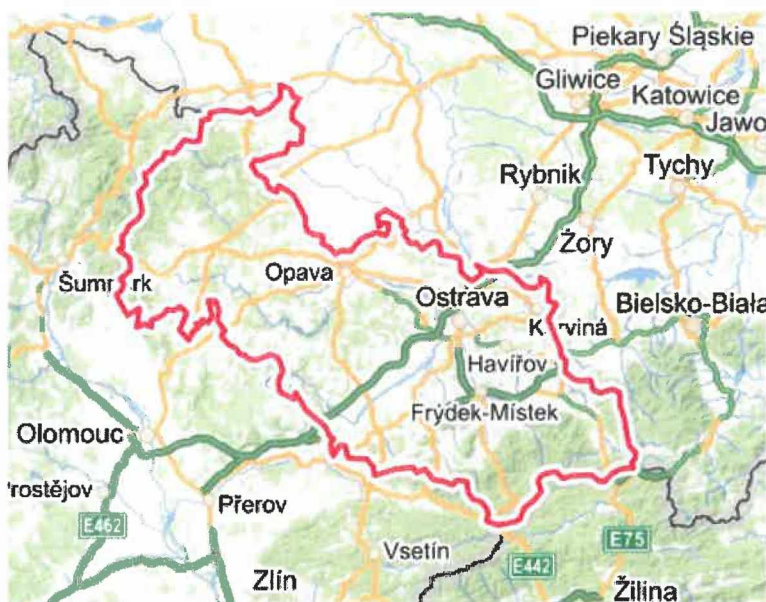 Piekary Śląskie
Gliwice
Katowice
Jawo
Rybnik
Tychy
Żory
Opava
Ostrava
Bielsko-Biała
Havířov
Frýdek-Místek
Olomouc
Prostějov
Přerov
E462
Vsetín
E75
E442
Zlín
Žilina